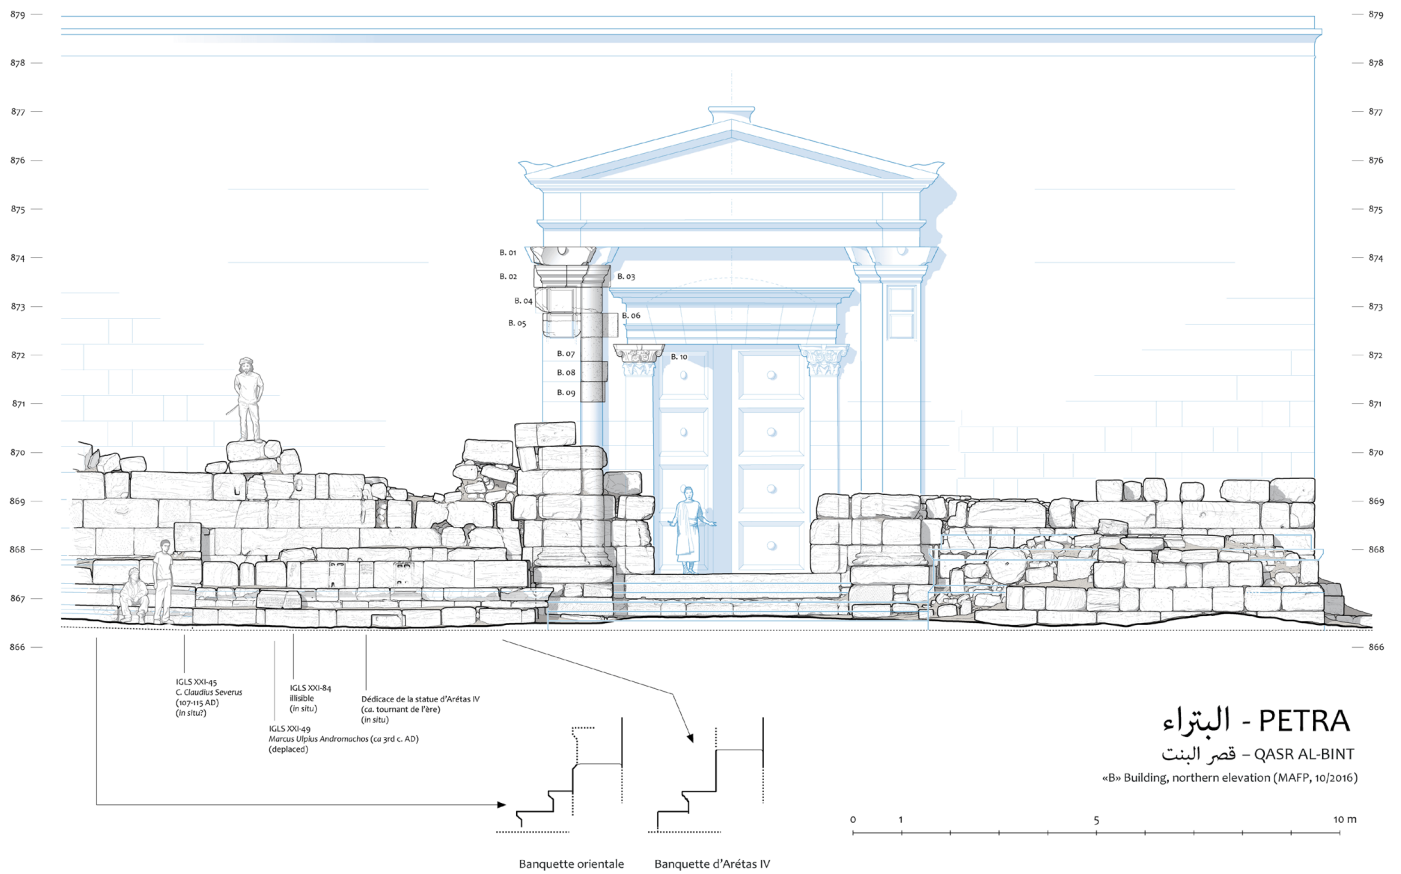 879
878
877
876
875
874
873
872
871
870
869
868
867
866
879
878
877
876
875
874
873
872
871
870
869
868
866
B. 01
B. 02
B. 03
B. 04
B. 05
B. 06
B. 07
B. 08
B. 09
B. 10
IGLS XXI-45
C. Claudius Severus
(107-115 AD)
(in situ?)
IGLS XXI-49
Marcus Ulpius Andromachos (ca 3rd c. AD)
(deplaced)
IGLS XXI-84
illisible
(in situ)
Dédicace de la statue d'Arétas IV
(ca. tournant de l'ère)
(in situ)
Banquette orientale
Banquette d'Arétas IV
البتراء - PETRA
قصر البنت – QASR AL-BINT
«B» Building, northern elevation (MAFP, 10/2016)
0 1 5 10 m